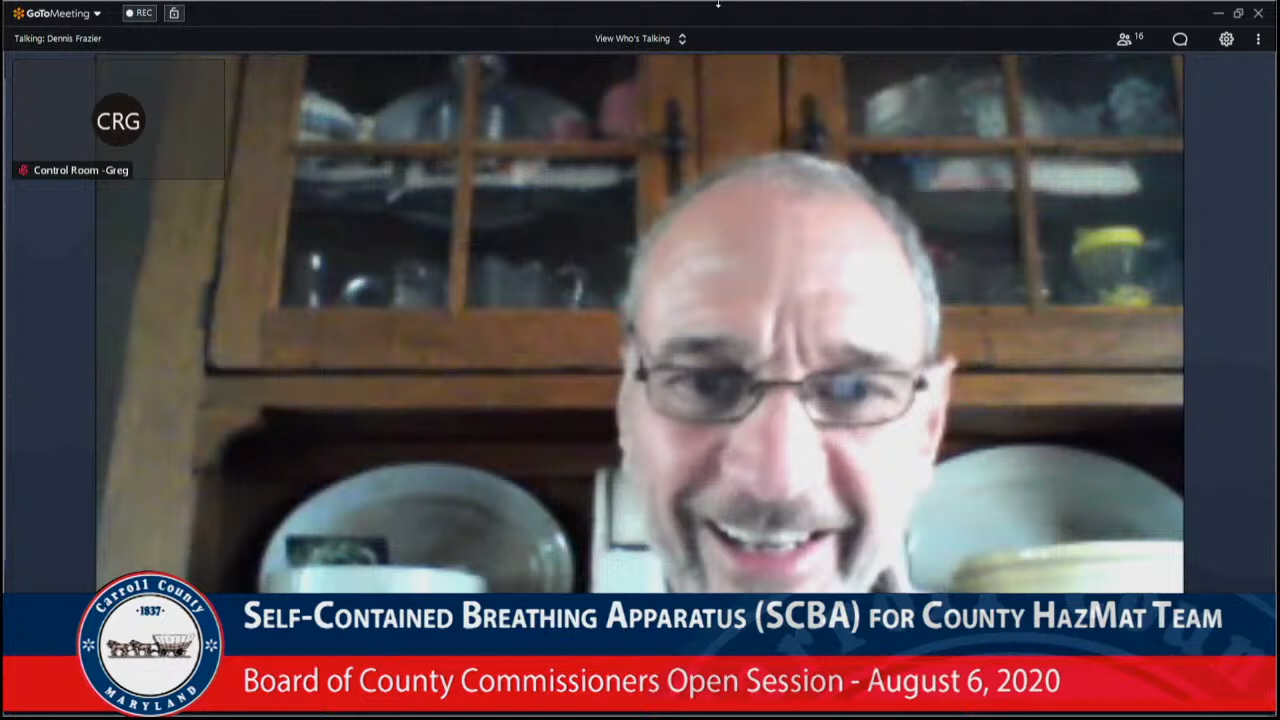 GoToMeeting
REC
Talking: Dennis Frazier
View Who's Talking
16
CRG
Control Room -Greg
Carroll County
·1837·
MARYLAND
SELF-CONTAINED BREATHING APPARATUS (SCBA) FOR COUNTY HAZMAT TEAM
Board of County Commissioners Open Session - August 6, 2020